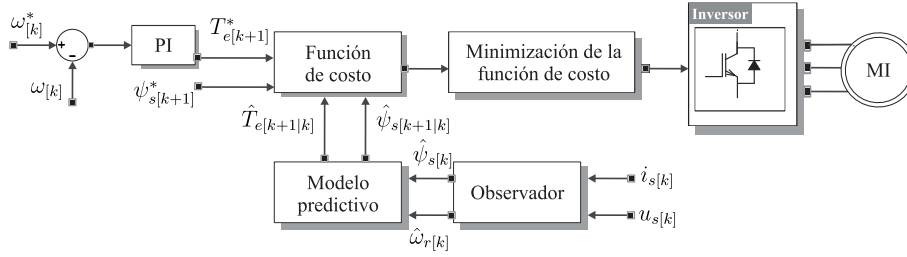 ω*[k]
+
-
ω[k]
PI
T*e[k+1]
ψ*s[k+1]
Función
de costo
Minimización de la
función de costo
Inversor
MI
T̂e[k+1|k]
ψ̂s[k+1|k]
ψ̂s[k]
Modelo
predictivo
Observador
is[k]
us[k]
ω̂r[k]